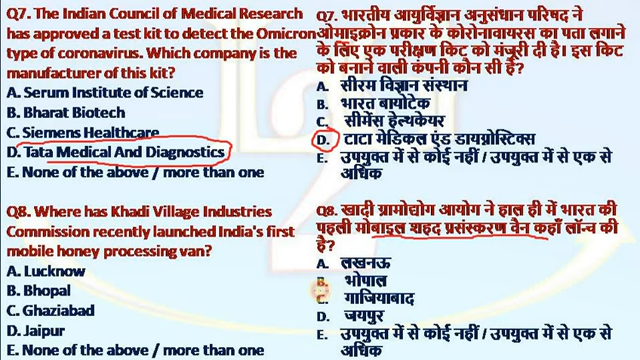 Q7. The Indian Council of Medical Research
has approved a test kit to detect the Omicron
type of coronavirus. Which company is the
manufacturer of this kit?
A. Serum Institute of Science
B. Bharat Biotech
C. Siemens Healthcare
D. Tata Medical And Diagnostics
E. None of the above / more than one
Q7. भारतीय आयुर्विज्ञान अनुसंधान परिषद ने
ओमाइक्रोन प्रकार के कोरोनावायरस का पता लगाने
के लिए एक परीक्षण किट को मंजूरी दी है। इस किट
को बनाने वाली कंपनी कौन सी है?
A. सीरम विज्ञान संस्थान
B. भारत बायोटेक
C. सीमेंस हेल्थकेयर
D. टाटा मेडिकल एंड डायग्नोस्टिक्स
E. उपयुक्त में से कोई नहीं / उपयुक्त में से एक से
अधिक
Q8. Where has Khadi Village Industries
Commission recently launched India's first
mobile honey processing van?
A. Lucknow
B. Bhopal
C. Ghaziabad
D. Jaipur
E. None of the above / more than one
Q8. खादी ग्रामोद्योग आयोग ने हाल ही में भारत की
पहली मोबाइल शहद प्रसंस्करण वैन कहाँ लॉन्च की
है?
A. लखनऊ
B. भोपाल
C. गाजियाबाद
D. जयपुर
E. उपयुक्त में से कोई नहीं / उपयुक्त में से एक से
अधिक